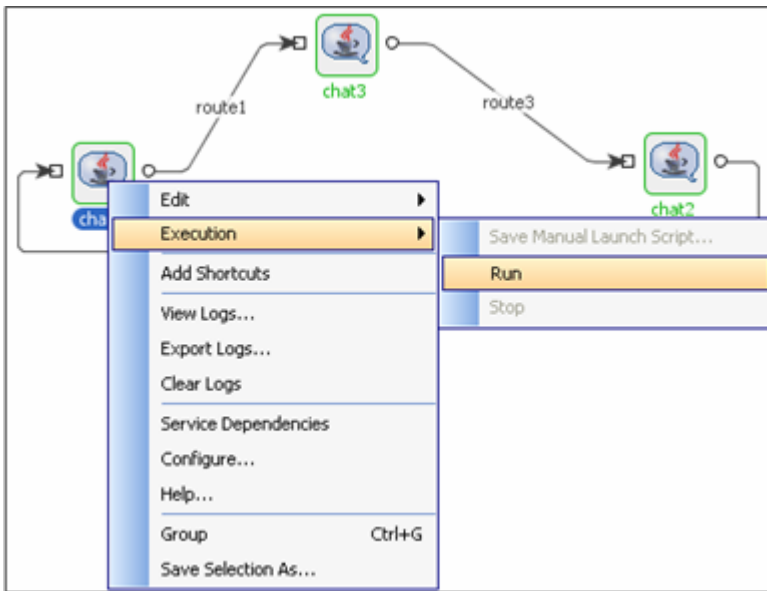 chat3
route1
route3
cha
chat2
Edit
Execution
Add Shortcuts
View Logs...
Export Logs...
Clear Logs
Service Dependencies
Configure...
Help...
Group Ctrl+G
Save Selection As...
Save Manual Launch Script...
Run
Stop